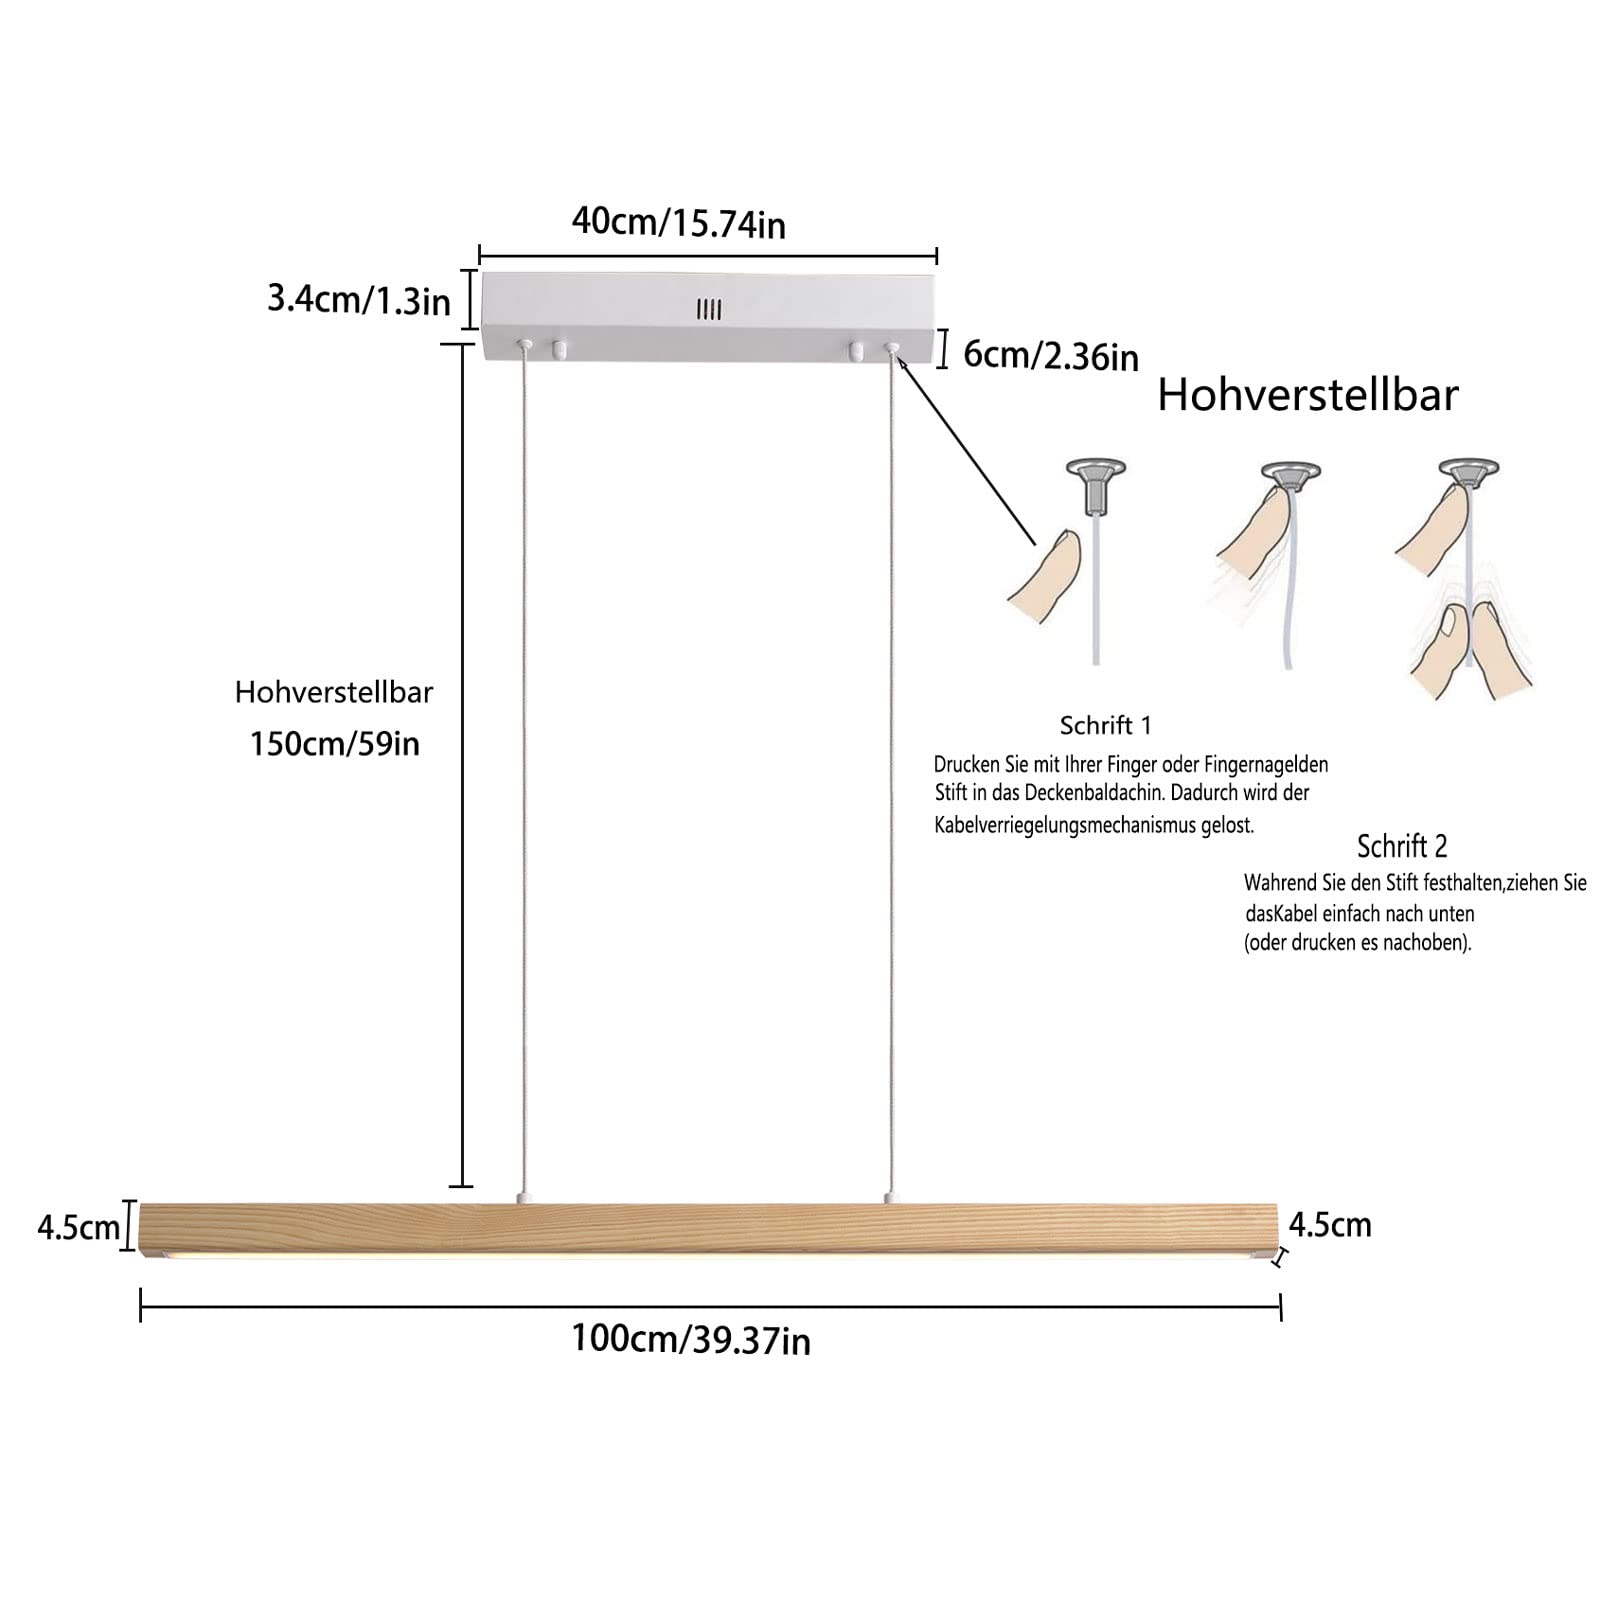 40cm/15.74in
3.4cm/1.3in
6cm/2.36in
Hohverstellbar
Hohverstellbar
150cm/59in
Schrift 1
Drucken Sie mit Ihrer Finger oder Fingernagelden
Stift in das Deckenbaldachin. Dadurch wird der
Kabelverriegelungsmechanismus gelost.
Schrift 2
Wahrend Sie den Stift festhalten,ziehen Sie
dasKabel einfach nach unten
(oder drucken es nachoben).
4.5cm
4.5cm
100cm/39.37in